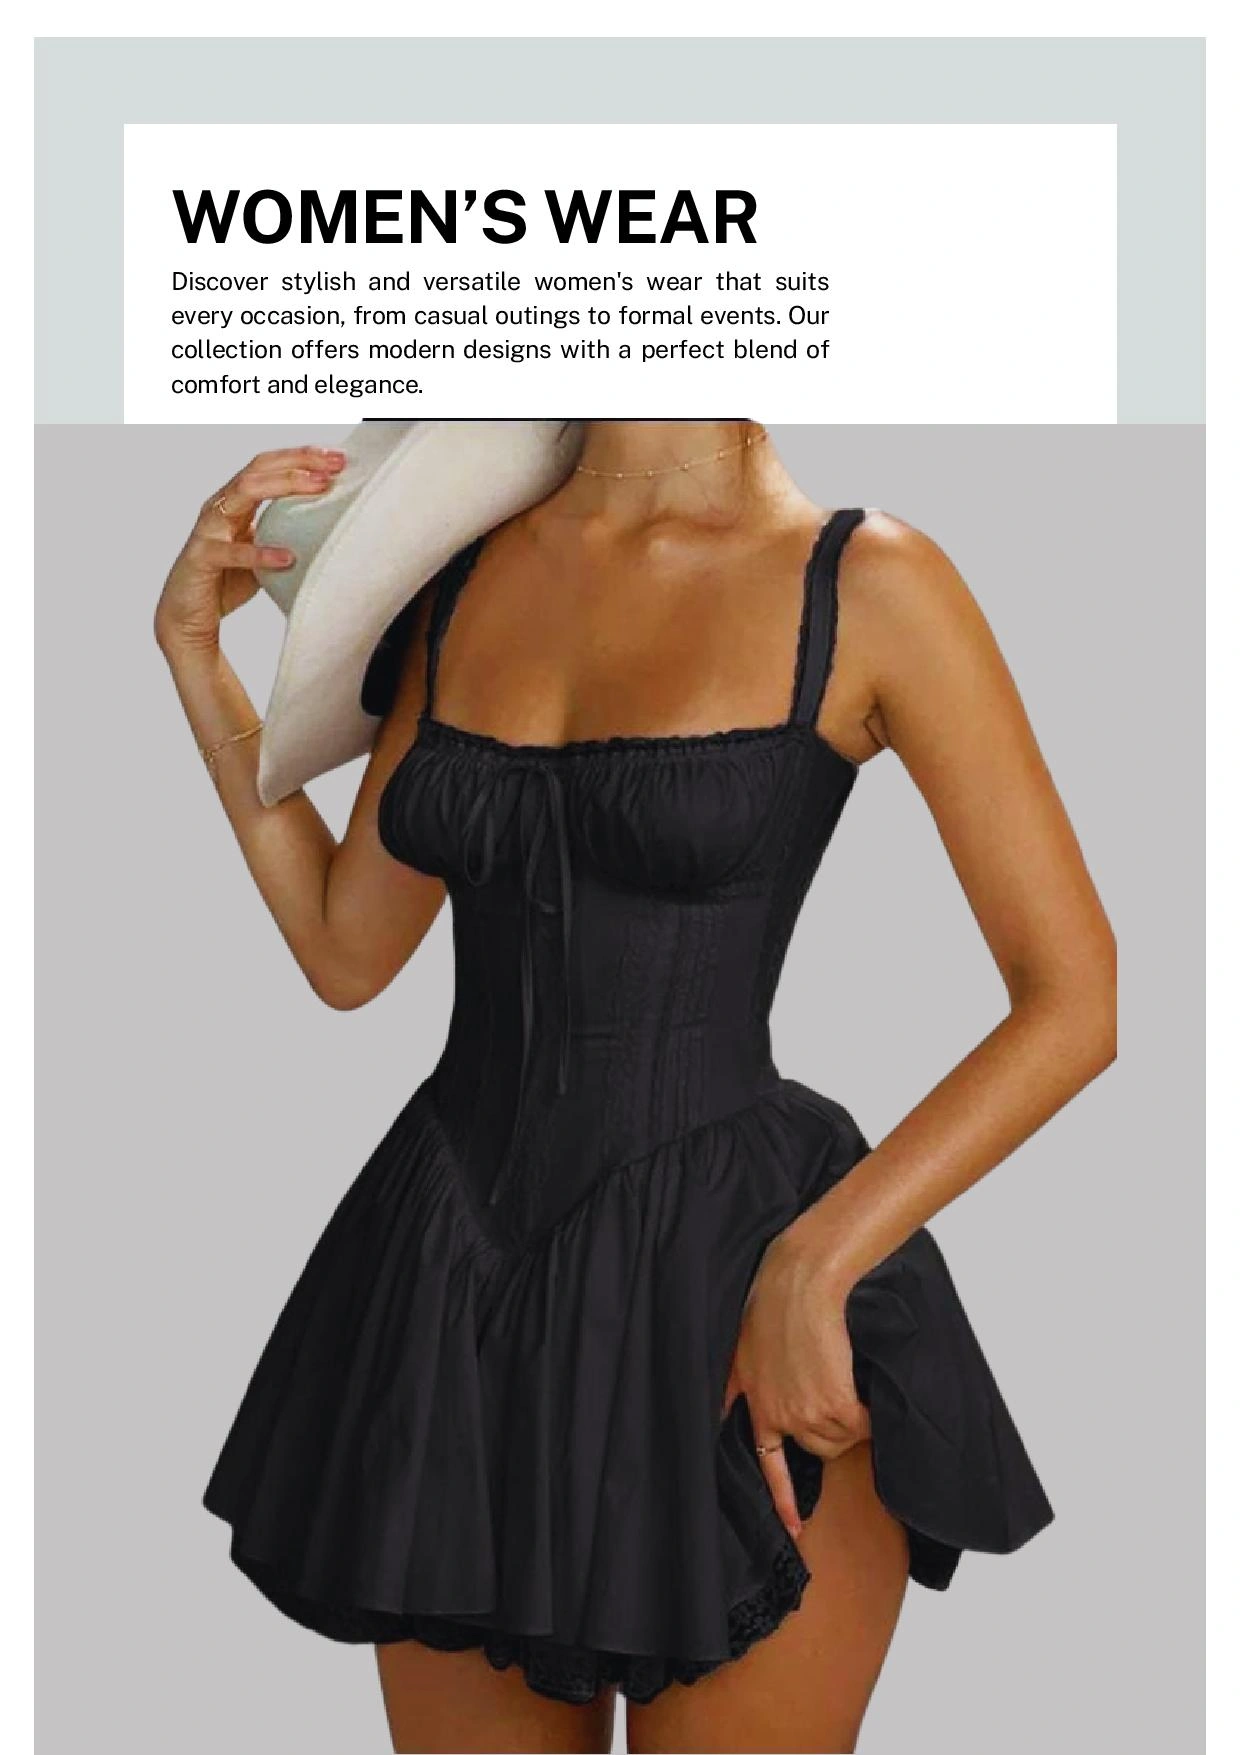 WOMEN’S WEAR
Discover stylish and versatile women's wear that suits
every occasion, from casual outings to formal events. Our
collection offers modern designs with a perfect blend of
comfort and elegance.